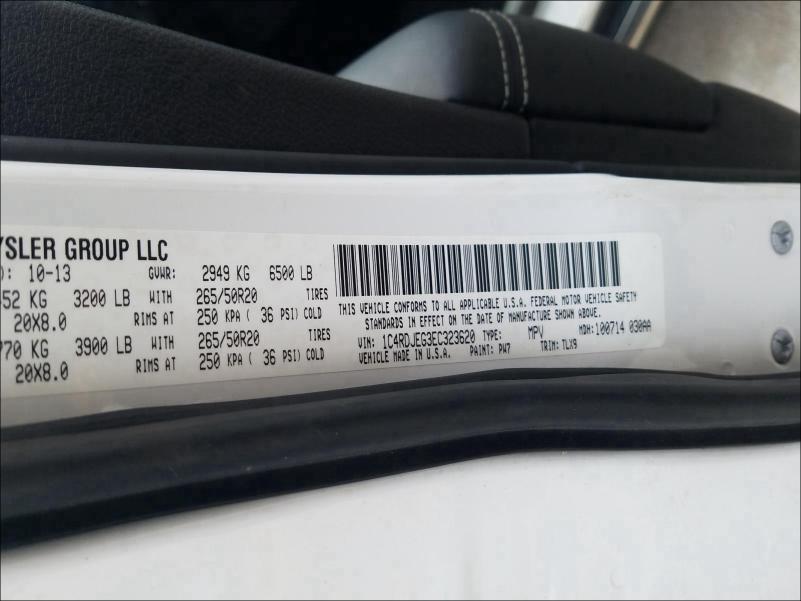 YSLER GROUP LLC
: 10-13 GVWR: 2949 KG 6500 LB
452 KG 3200 LB WITH 265/50R20 TIRES
20X8.0 RIMS AT 250 KPA ( 36 PSI) COLD
770 KG 3900 LB WITH 265/50R20 TIRES
20X8.0 RIMS AT 250 KPA ( 36 PSI) COLD
THIS VEHICLE CONFORMS TO ALL APPLICABLE U.S.A. FEDERAL MOTOR VEHICLE SAFETY
STANDARDS IN EFFECT ON THE DATE OF MANUFACTURE SHOWN ABOVE.
VIN: 1C4RDJEG3EC323620 TYPE: MPV MDH:100714 030AA
VEHICLE MADE IN U.S.A. PAINT: PW7 TRIM: TLX9